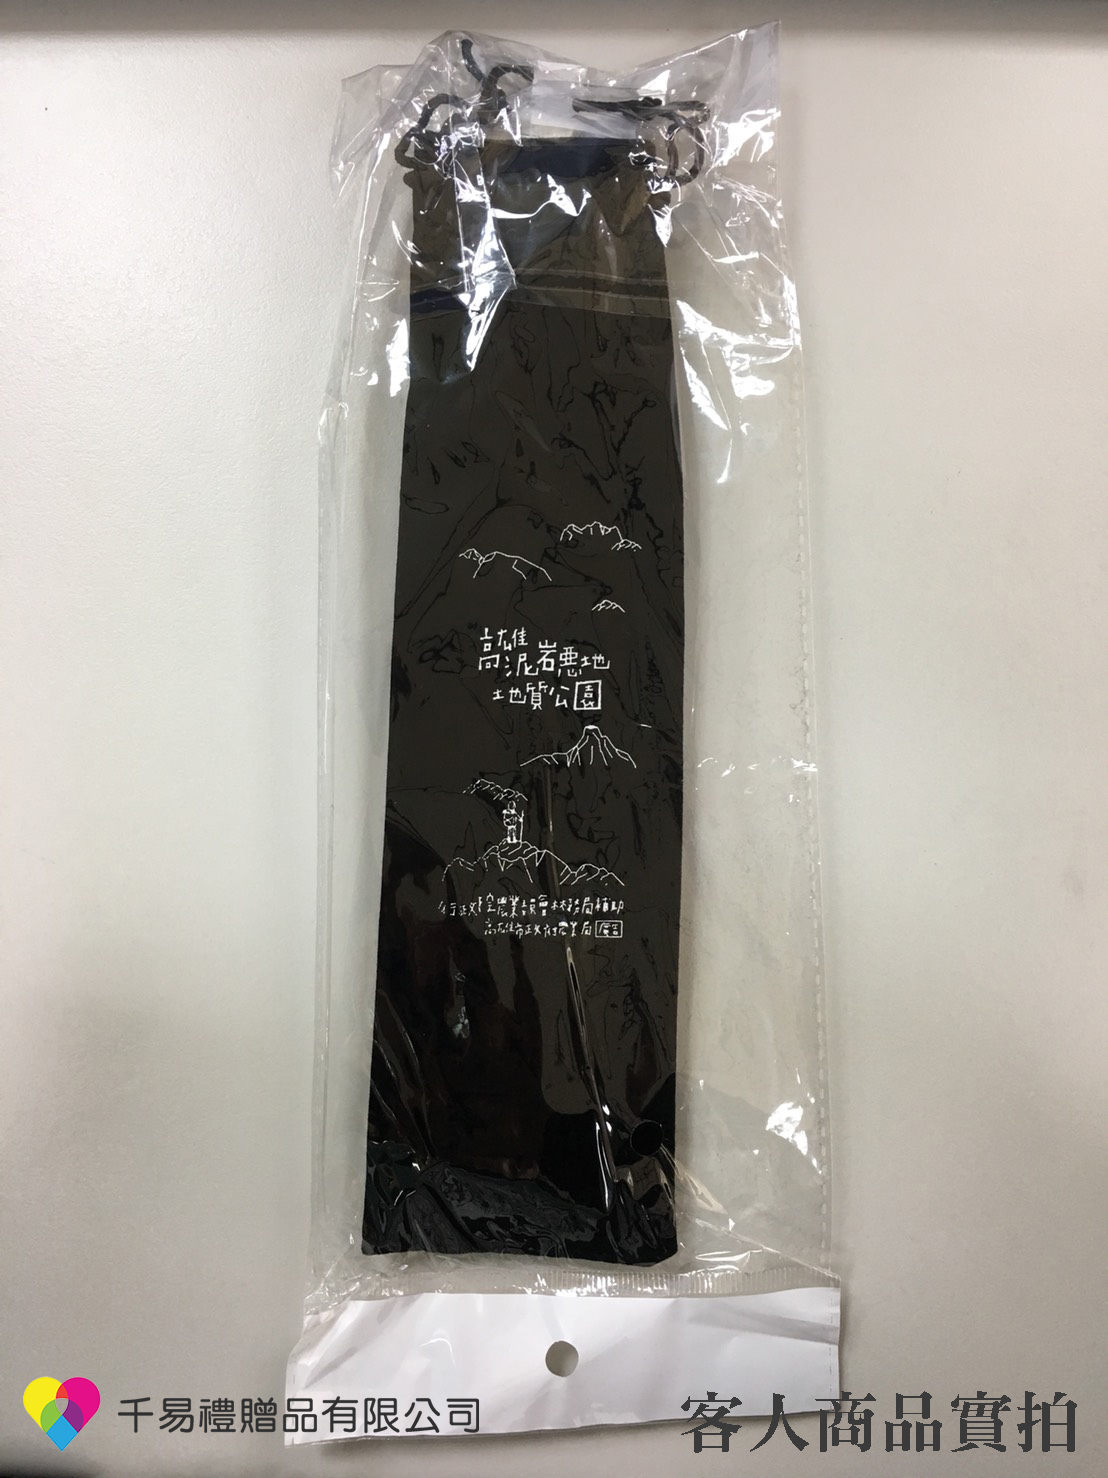 高雄泥岩惡地
地質公園
行政院農業委員會林務局補助
高雄市政府農業局廣告
千易禮贈品有限公司
客人商品實拍